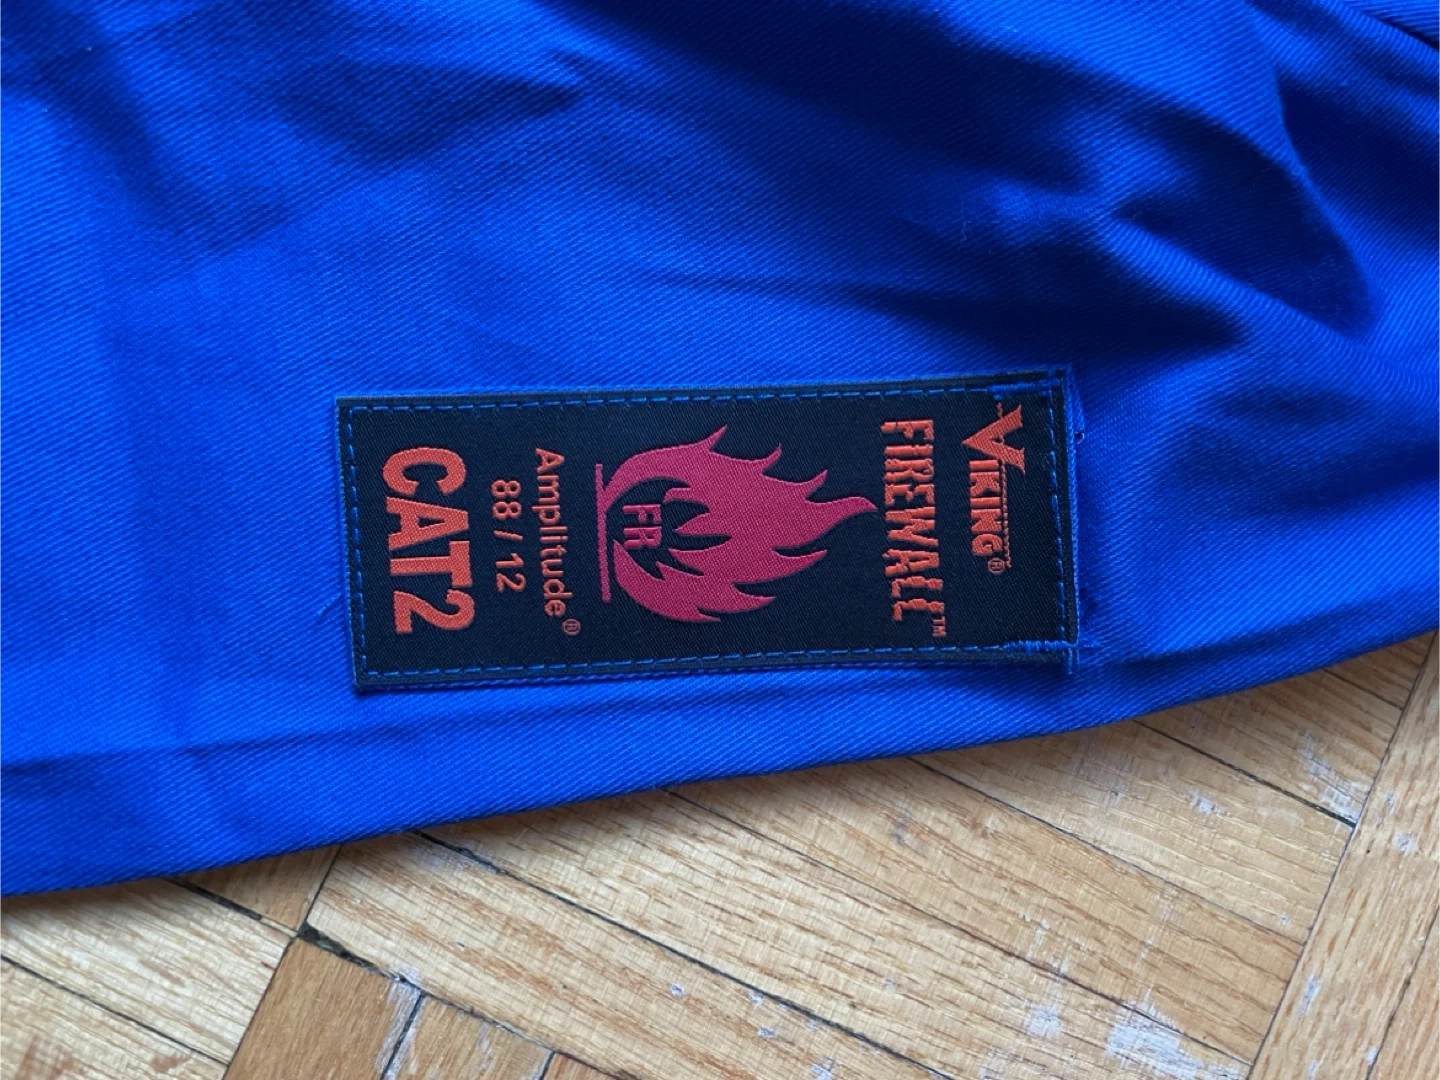 VIKING®
FIREWALL™
FR
Amplitude®
88 / 12
CAT2